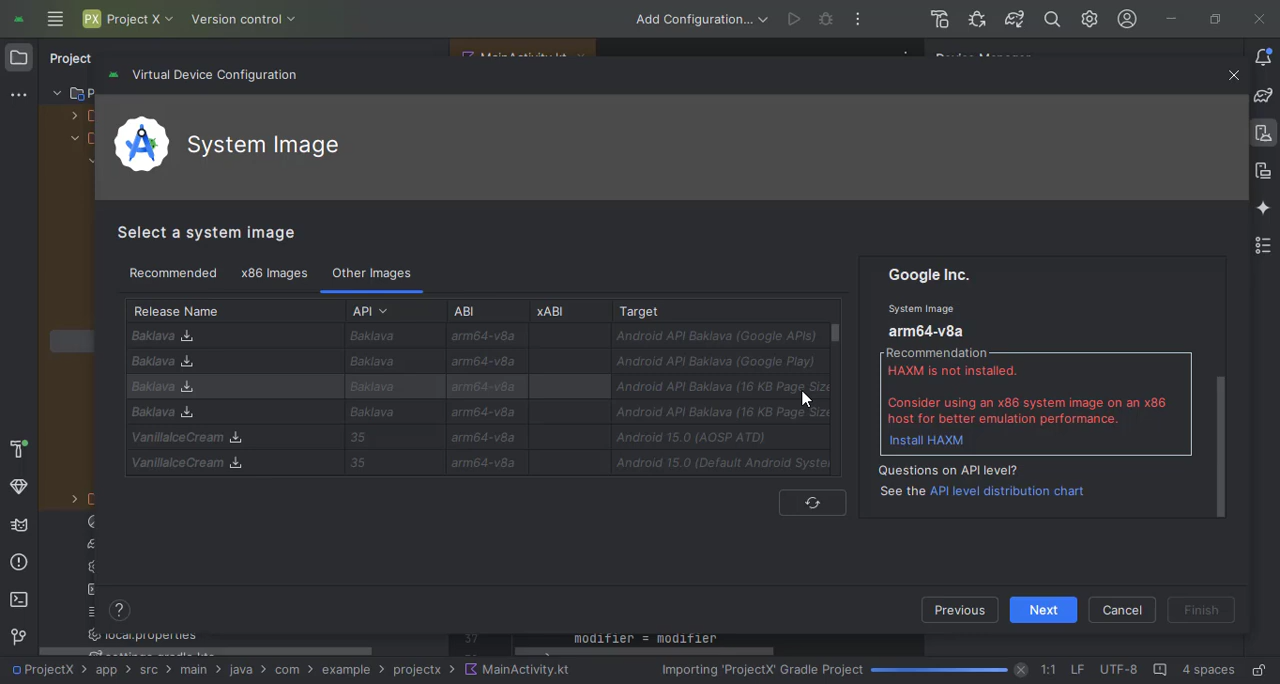 PX Project X Version control Add Configuration...
Project
Virtual Device Configuration
System Image
Select a system image
Recommended x86 Images Other Images
Release Name API ABI xABI Target
Baklava Baklava arm64-v8a Android API Baklava (Google APIs)
Baklava Baklava arm64-v8a Android API Baklava (Google Play)
Baklava Baklava arm64-v8a Android API Baklava (16 KB Page Size
Baklava Baklava arm64-v8a Android API Baklava (16 KB Page Size
VanillaIceCream 35 arm64-v8a Android 15.0 (AOSP ATD)
VanillaIceCream 35 arm64-v8a Android 15.0 (Default Android System
Google Inc.
System Image
arm64-v8a
Recommendation
HAXM is not installed.
Consider using an x86 system image on an x86
host for better emulation performance.
Install HAXM
Questions on API level?
See the API level distribution chart
? Previous Next Cancel Finish
local.properties
37 modifier = modifier
ProjectX > app > src > main > java > com > example > projectx > MainActivity.kt Importing 'ProjectX' Gradle Project 1:1 LF UTF-8 4 spaces